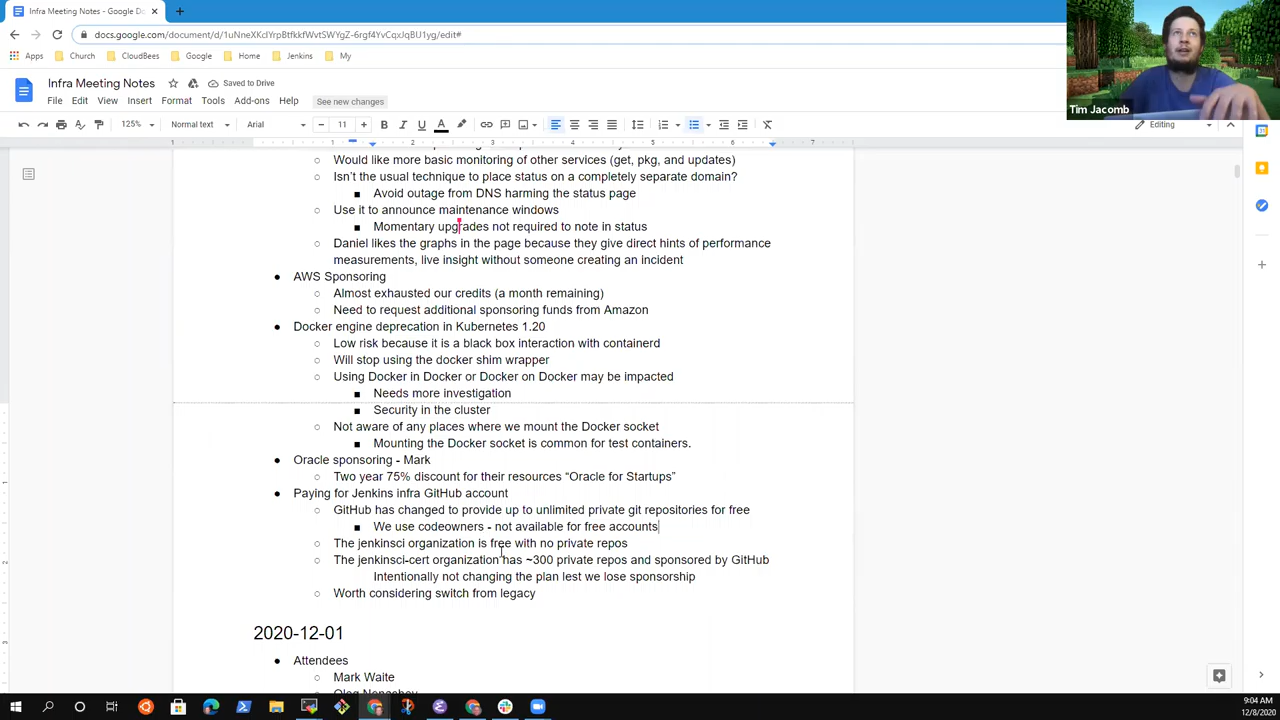 Infra Meeting Notes - Google Do
docs.google.com/document/d/
Apps
Church
CloudBees
Google
Home
Jenkins
My
Infra Meeting Notes
Saved to Drive
File Edit View Insert Format Tools Add-ons Help
See new changes
125%
Normal text
Arial
11
Editing
Tim Jacomb
Would like more basic monitoring of other services (get, pkg, and updates)
Isn't the usual technique to place status on a completely separate domain?
Avoid outage from DNS harming the status page
Use it to announce maintenance windows
Momentary upgrades not required to note in status
Daniel likes the graphs in the page because they give direct hints of performance
measurements, live insight without someone creating an incident
AWS Sponsoring
Almost exhausted our credits (a month remaining)
Need to request additional sponsoring funds from Amazon
Docker engine deprecation in Kubernetes 1.20
Low risk because it is a black box interaction with containerd
Will stop using the docker shim wrapper
Using Docker in Docker or Docker on Docker may be impacted
Needs more investigation
Security in the cluster
Not aware of any places where we mount the Docker socket
Mounting the Docker socket is common for test containers.
Oracle sponsoring - Mark
Two year 75% discount for their resources “Oracle for Startups”
Paying for Jenkins infra GitHub account
GitHub has changed to provide up to unlimited private git repositories for free
We use codeowners - not available for free accounts
The jenkinsci organization is free with no private repos
The jenkinsci-cert organization has ~300 private repos and sponsored by GitHub
Intentionally not changing the plan lest we lose sponsorship
Worth considering switch from legacy
2020-12-01
Attendees
Mark Waite
9:04 AM
12/8/2020